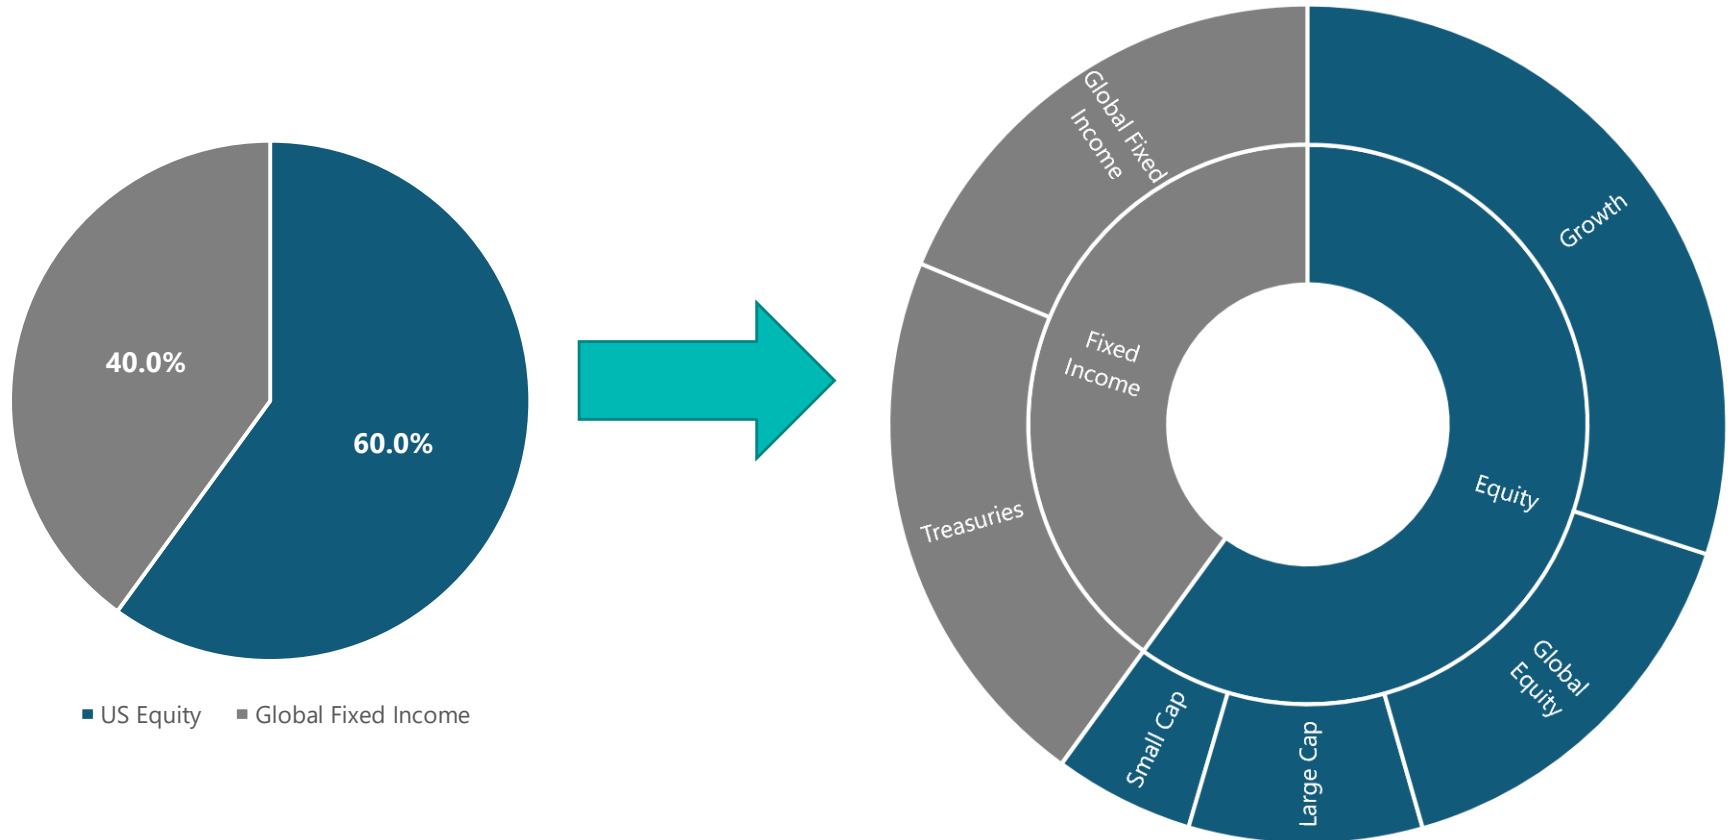 40.0%
60.0%
US Equity
Global Fixed Income
Global Fixed
Income
Growth
Fixed
Income
Equity
Treasuries
Global
Equity
Small Cap
Large Cap